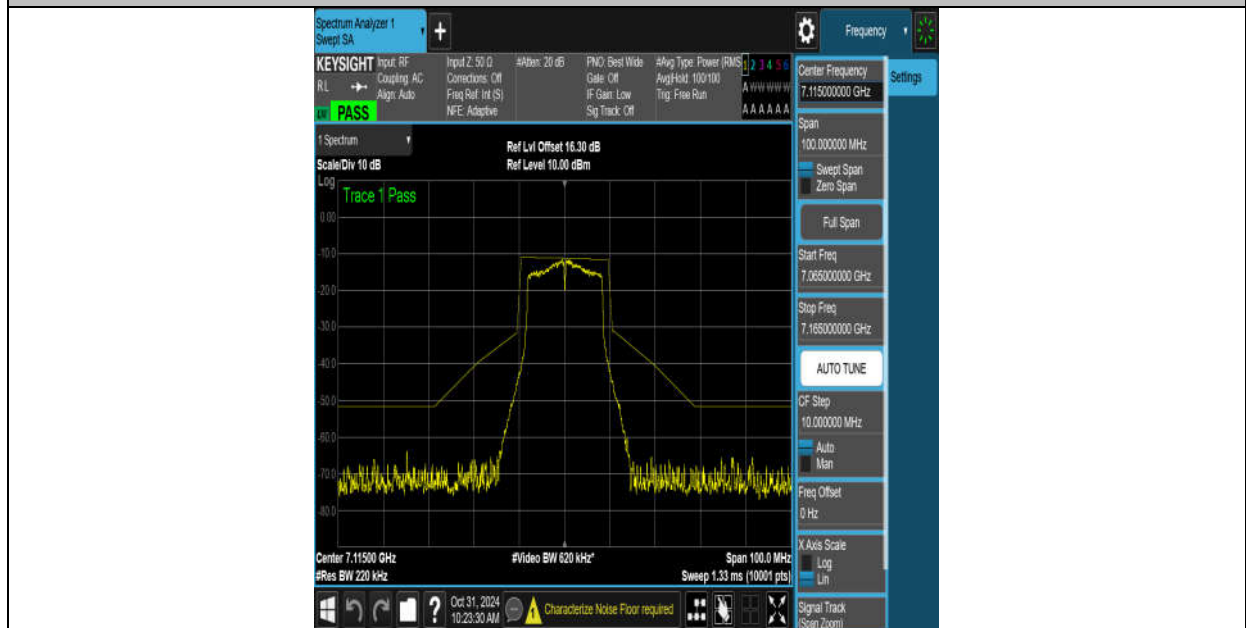 Spectrum Analyzer 1
Swept SA
+
Frequency
KEYSIGHT
RL
PASS
Input: RF
Coupling: AC
Align: Auto
Input Z: 50 Ω
Corrections: Off
Freq Ref: Int (S)
NFE: Adaptive
#Atten: 20 dB
PNO: Best Wide
Gate: Off
IF Gain: Low
Sig Track: Off
#Avg Type: Power (RMS
Avg|Hold: 100/100
Trig: Free Run
1 2 3 4 5 6
A W W W W W
A A A A A A
Center Frequency
7.115000000 GHz
Settings
Span
100.000000 MHz
Swept Span
Zero Span
Full Span
Start Freq
7.065000000 GHz
Stop Freq
7.165000000 GHz
AUTO TUNE
CF Step
10.000000 MHz
Auto
Man
Freq Offset
0 Hz
X Axis Scale
Log
Lin
Signal Track
(Span Zoom)
1 Spectrum
Scale/Div 10 dB
Ref Lvl Offset 16.30 dB
Ref Level 10.00 dBm
Log
Trace 1 Pass
0.00
-10.0
-20.0
-30.0
-40.0
-50.0
-60.0
-70.0
-80.0
Center 7.11500 GHz
#Res BW 220 kHz
#Video BW 620 kHz*
Span 100.0 MHz
Sweep 1.33 ms (10001 pts)
?
Oct 31, 2024
10:23:30 AM
Characterize Noise Floor required